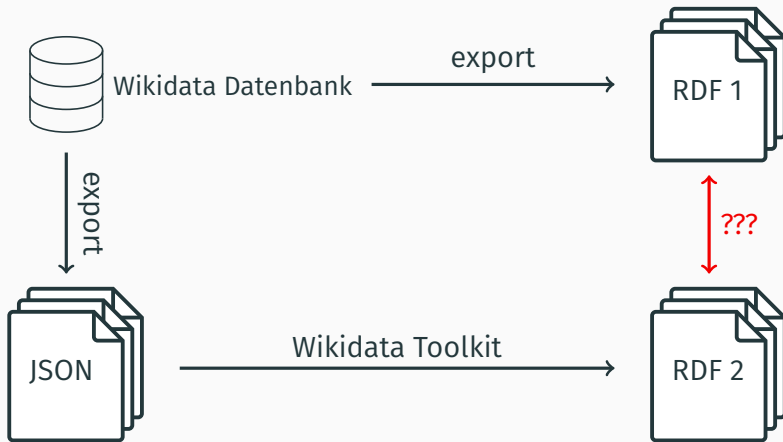 export
Wikidata Datenbank
RDF 1
export
???
Wikidata Toolkit
JSON
RDF 2